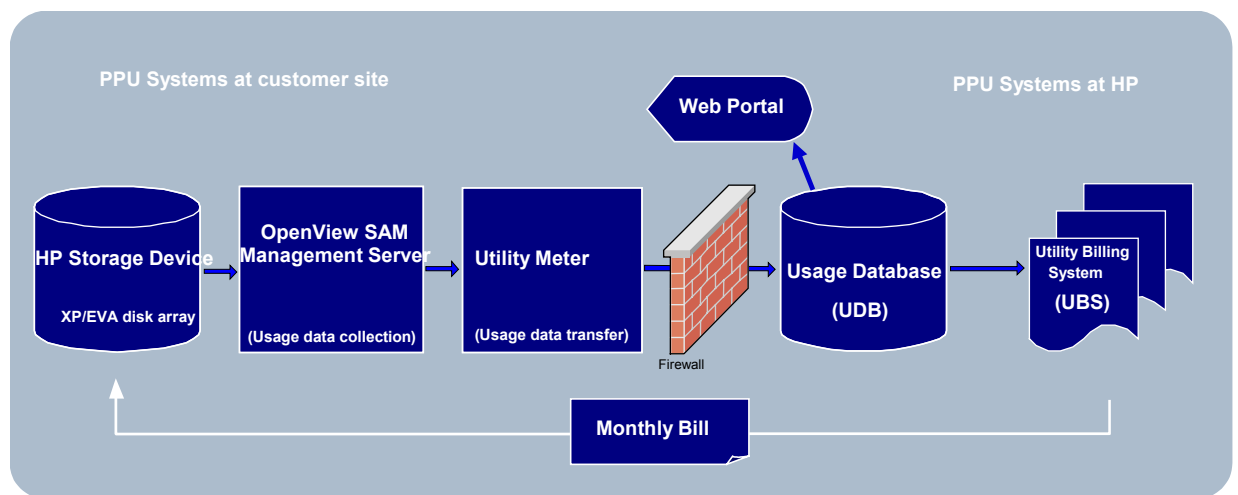 PPU Systems at customer site
PPU Systems at HP
Web Portal
HP Storage Device
XP/EVA disk array
OpenView SAM
Management Server
(Usage data collection)
Utility Meter
(Usage data transfer)
Firewall
Usage Database
(UDB)
Utility Billing
System
(UBS)
Monthly Bill